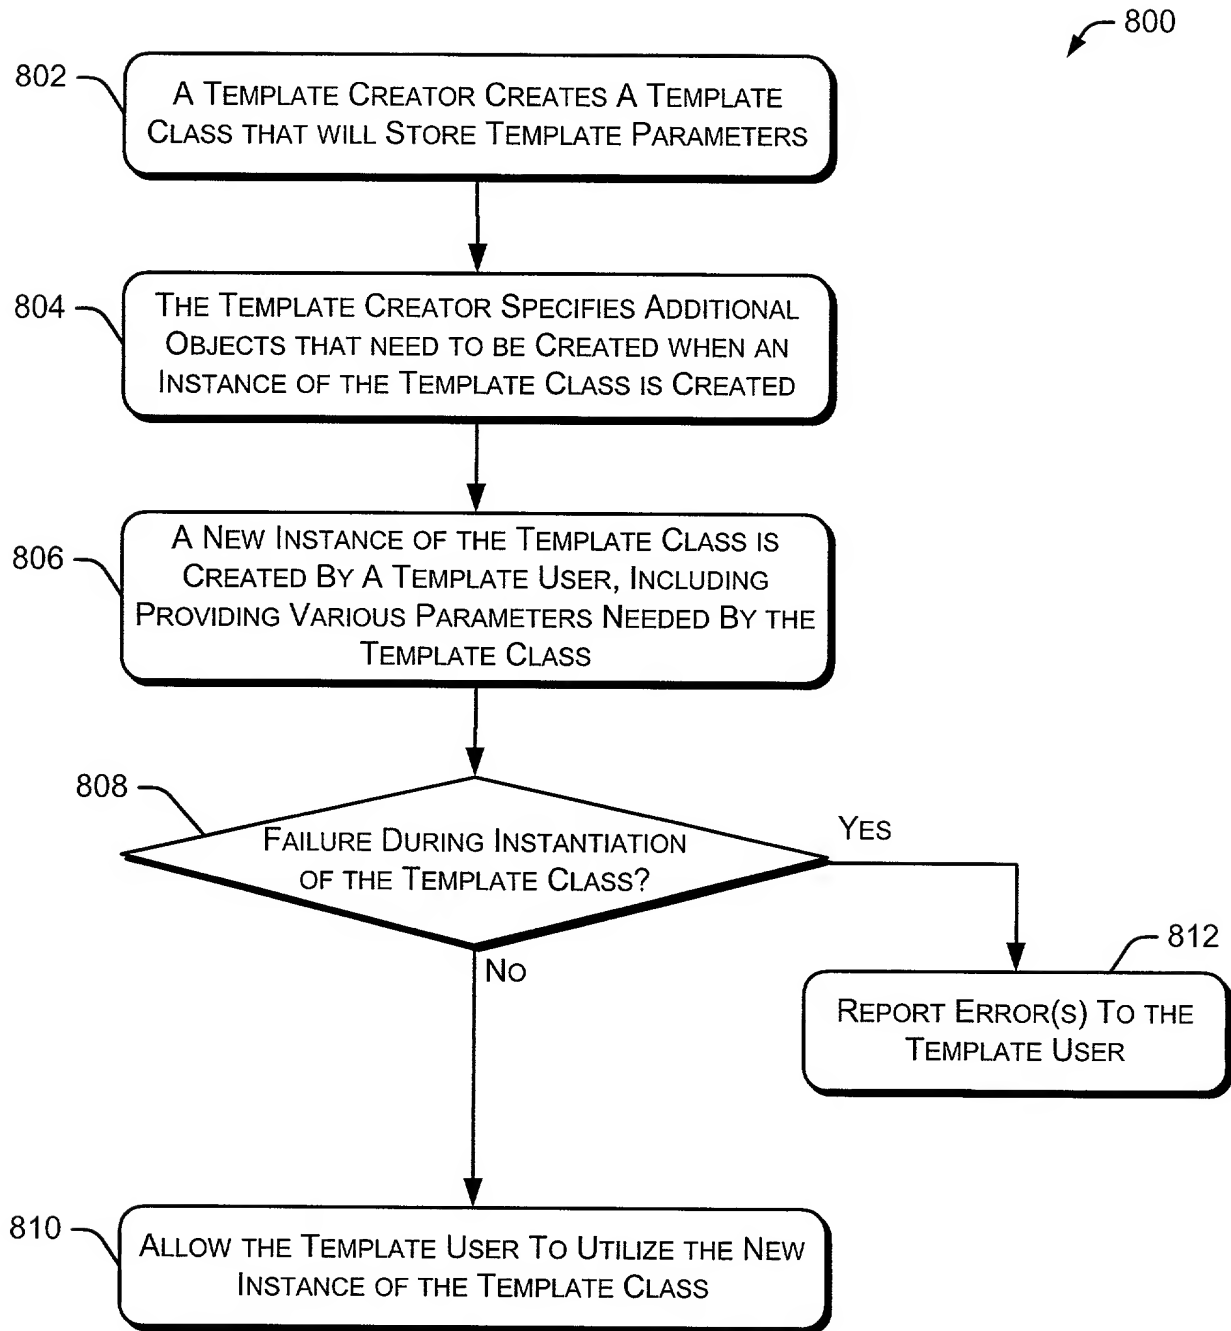 800
802
A TEMPLATE CREATOR CREATES A TEMPLATE
CLASS THAT WILL STORE TEMPLATE PARAMETERS
804
THE TEMPLATE CREATOR SPECIFIES ADDITIONAL
OBJECTS THAT NEED TO BE CREATED WHEN AN
INSTANCE OF THE TEMPLATE CLASS IS CREATED
806
A NEW INSTANCE OF THE TEMPLATE CLASS IS
CREATED BY A TEMPLATE USER, INCLUDING
PROVIDING VARIOUS PARAMETERS NEEDED BY THE
TEMPLATE CLASS
808
FAILURE DURING INSTANTIATION
OF THE TEMPLATE CLASS?
YES
NO
812
REPORT ERROR(S) TO THE
TEMPLATE USER
810
ALLOW THE TEMPLATE USER TO UTILIZE THE NEW
INSTANCE OF THE TEMPLATE CLASS